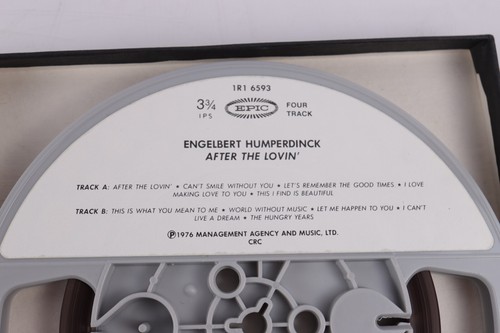 1R1 6593
3¾ IPS EPIC FOUR TRACK
ENGELBERT HUMPERDINCK
AFTER THE LOVIN'
TRACK A: AFTER THE LOVIN' • CAN'T SMILE WITHOUT YOU • LET'S REMEMBER THE GOOD TIMES • I LOVE
MAKING LOVE TO YOU • THIS I FIND IS BEAUTIFUL
TRACK B: THIS IS WHAT YOU MEAN TO ME • WORLD WITHOUT MUSIC • LET ME HAPPEN TO YOU • I CAN'T
LIVE A DREAM • THE HUNGRY YEARS
℗1976 MANAGEMENT AGENCY AND MUSIC, LTD.
CRC